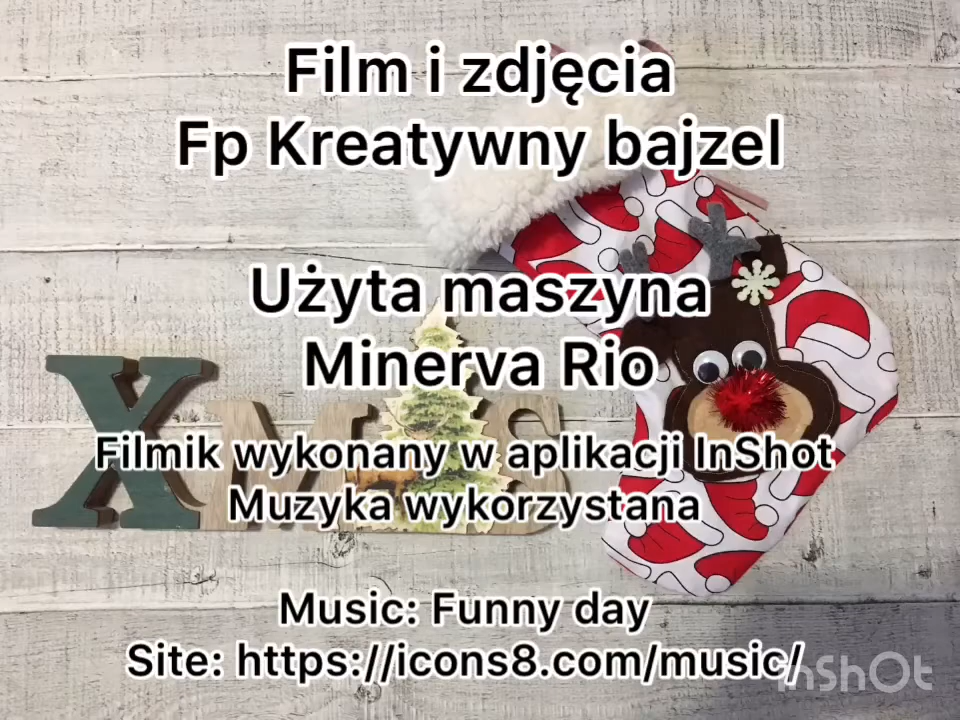 Film i zdjęcia
Fp Kreatywny bajzel
Użyta maszyna
Minerva Rio
XMAS
Filmik wykonany w aplikacji InShot
Muzyka wykorzystana
Music: Funny day
Site: https://icons8.com/music/
InShOt